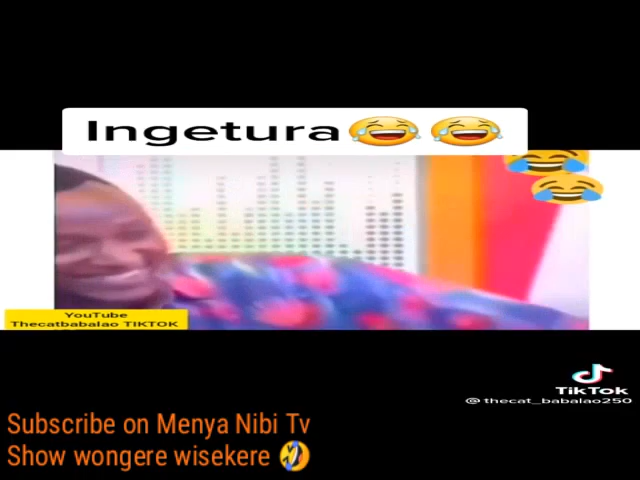 Ingetura😂😂
😂
😂
YouTube
Thecatbabalao TIKTOK
TikTok
@thecat_babalao250
Subscribe on Menya Nibi Tv
Show wongere wisekere 🤣